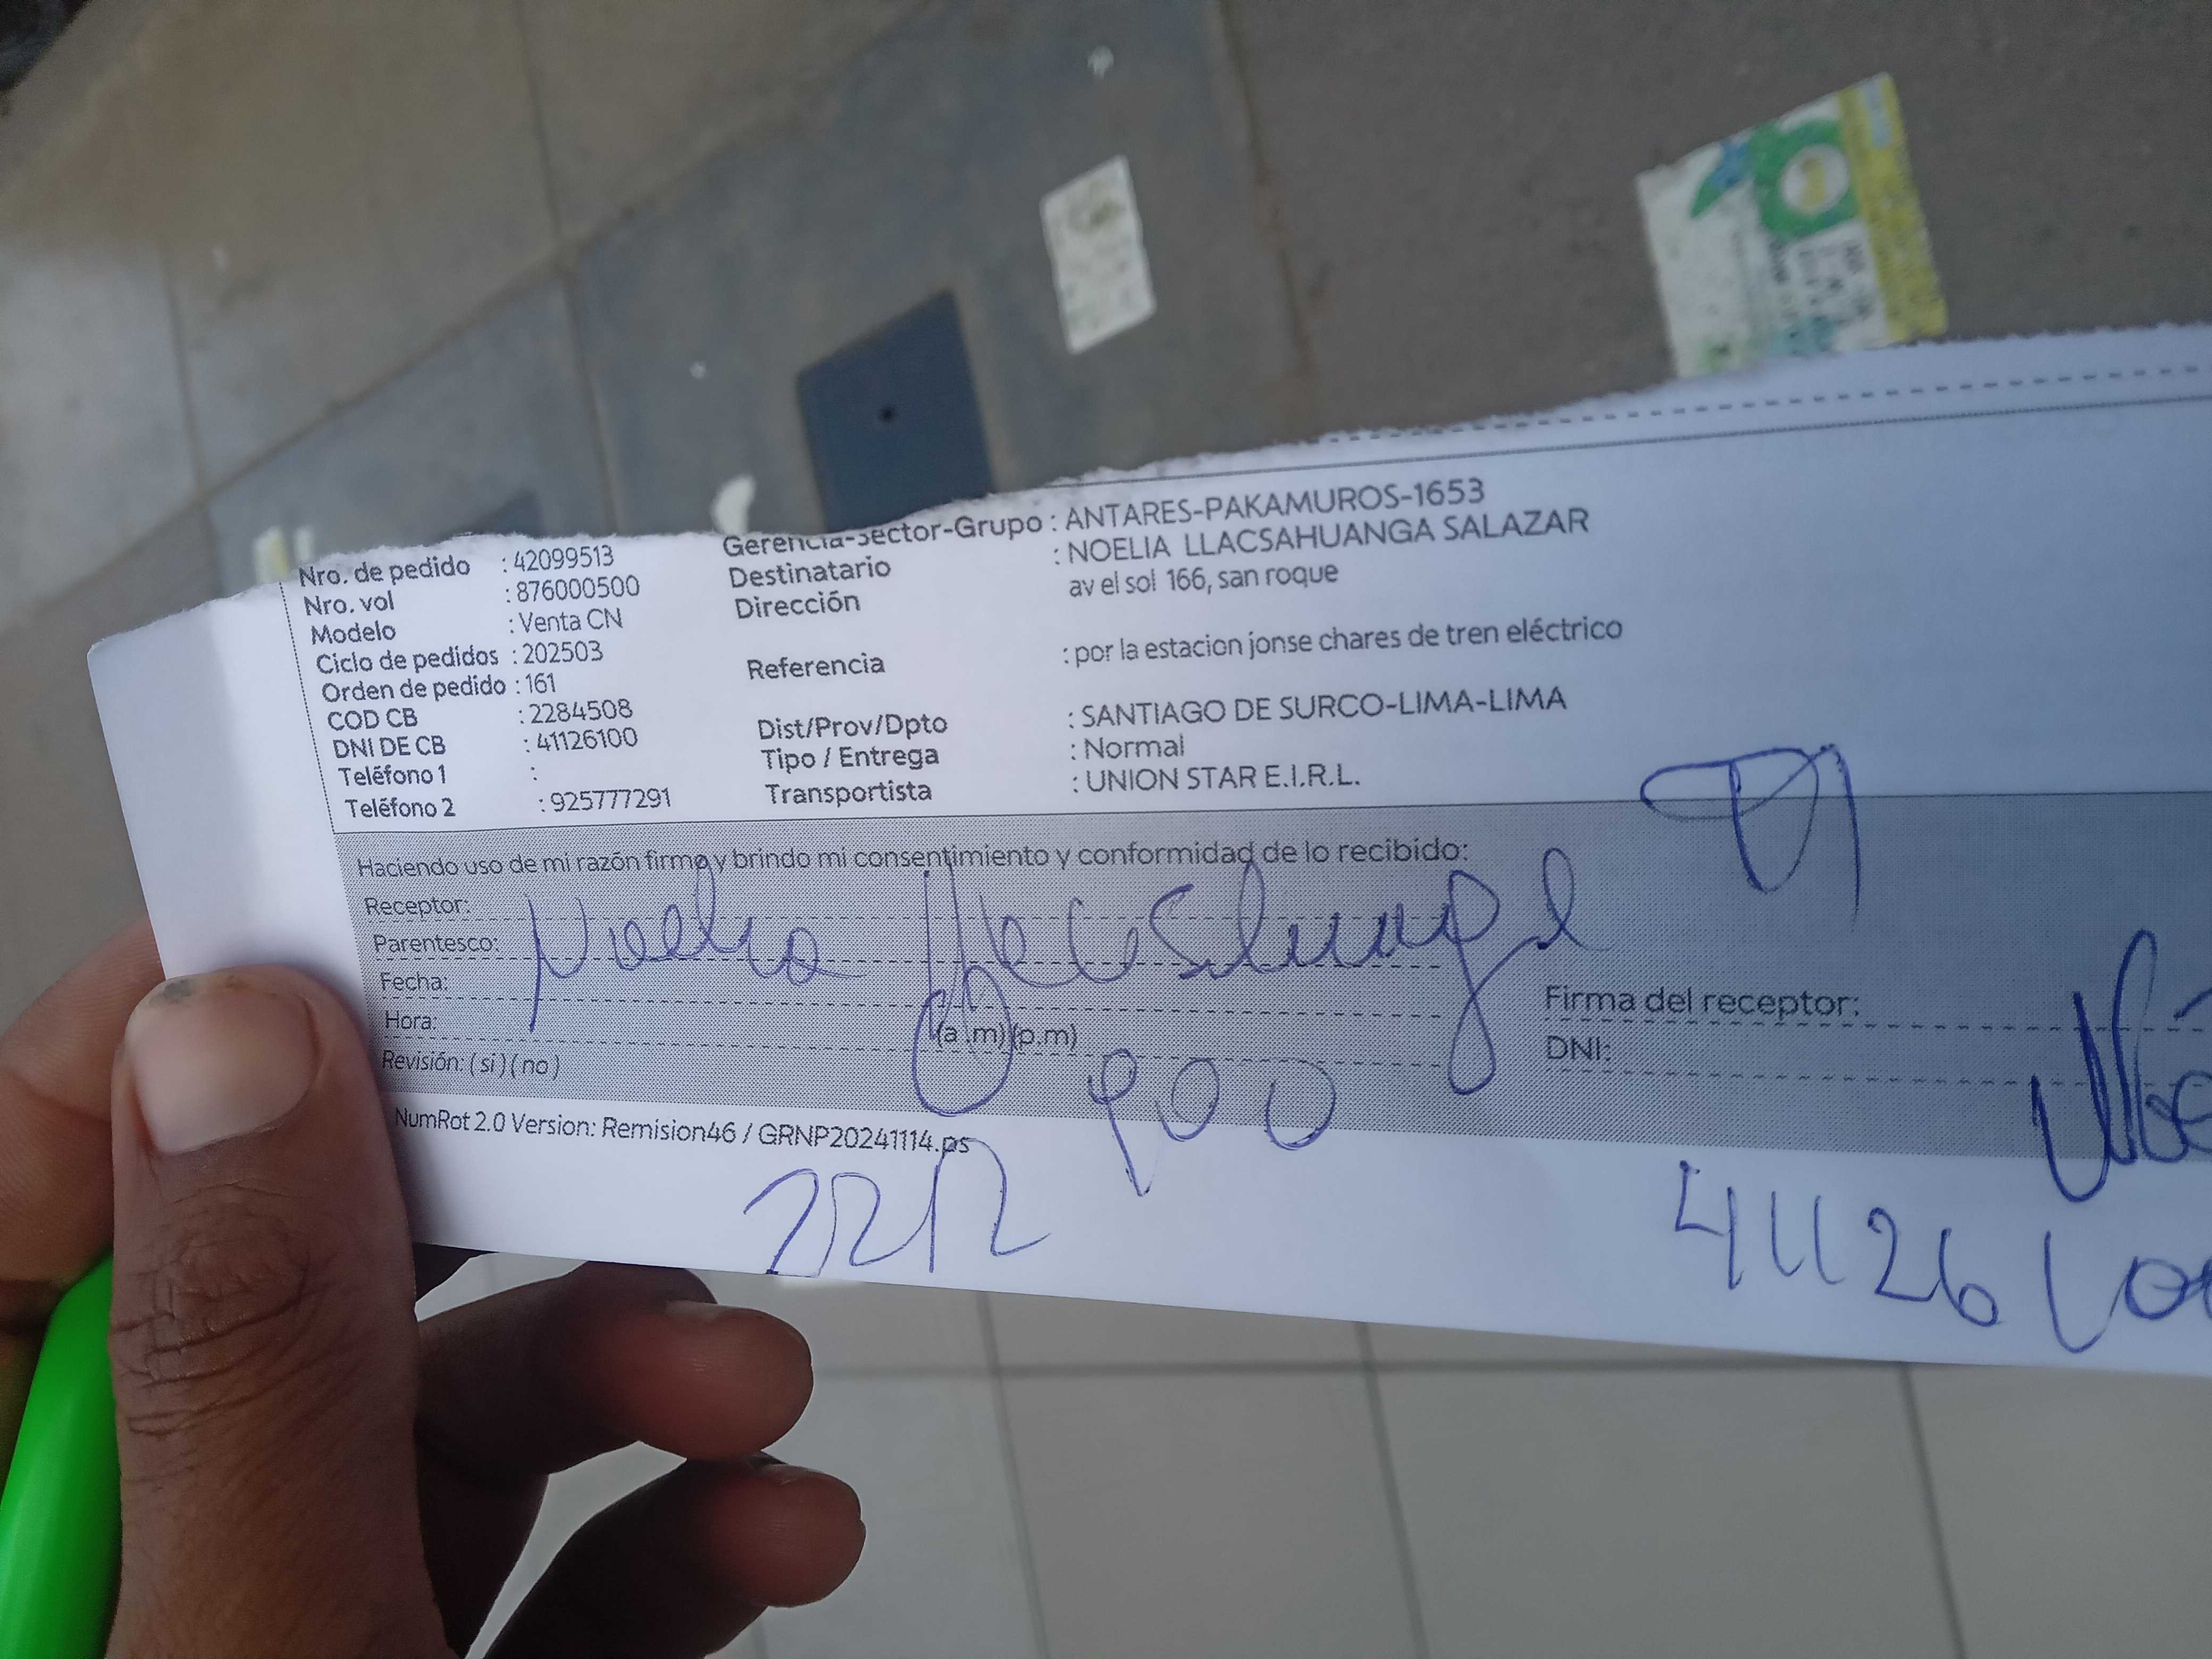 Nro. de pedido : 42099513
Nro. vol : 876000500
Modelo : Venta CN
Ciclo de pedidos : 202503
Orden de pedido : 161
COD CB : 2284508
DNI DE CB : 41126100
Teléfono 1 :
Teléfono 2 : 925777291
Gerencia-Sector-Grupo : ANTARES-PAKAMUROS-1653
Destinatario : NOELIA LLACSAHUANGA SALAZAR
Dirección av el sol 166, san roque
Referencia : por la estacion jonse chares de tren eléctrico
Dist/Prov/Dpto : SANTIAGO DE SURCO-LIMA-LIMA
Tipo / Entrega : Normal
Transportista : UNION STAR E.I.R.L.
Haciendo uso de mi razón firmo y brindo mi consentimiento y conformidad de lo recibido:
Receptor:
Parentesco: Noelia
Fecha:
Hora: (a.m)(p.m)
Revisión: (si) (no) 900
Firma del receptor:
DNI:
NumRot 2.0 Version: Remision46 / GRNP20241114.ps
2212
41126100